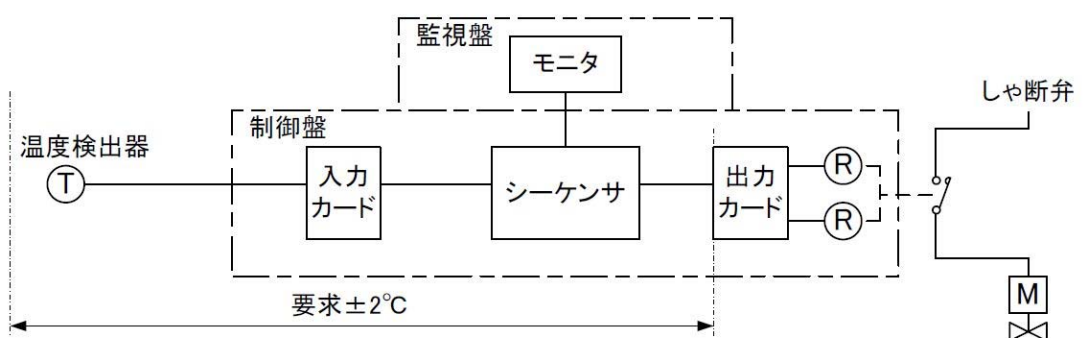 監視盤
モニタ
しゃ断弁
制御盤
温度検出器
T
入力
カード
シーケンサ
出力
カード
R
R
M
要求±2℃